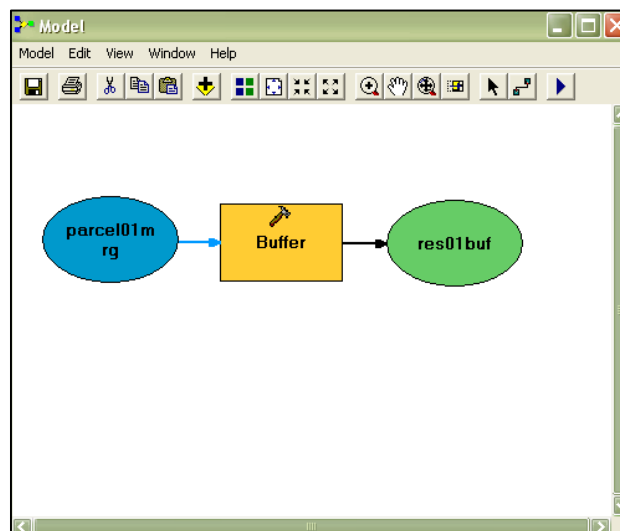 Model
Model Edit View Window Help
parcel01m
rg
Buffer
res01buf